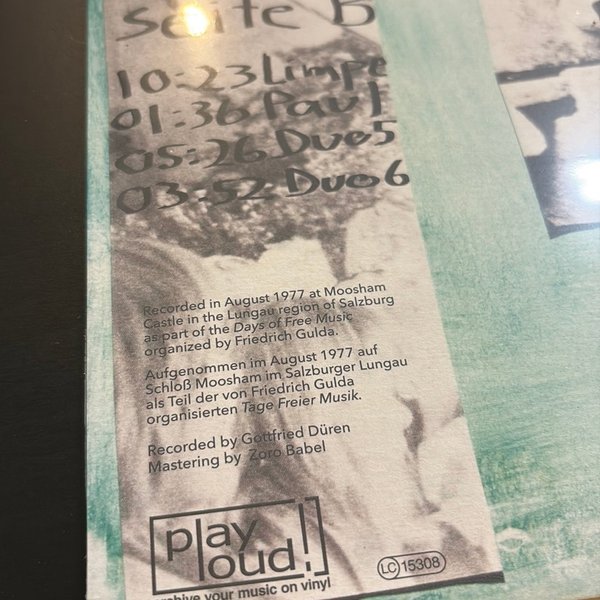 Seite B
10:23 Limpe
01:36 Paul
05:26 Duo5
03:52 Duo6
Recorded in August 1977 at Moosham
Castle in the Lungau region of Salzburg
as part of the Days of Free Music
organized by Friedrich Gulda.
Aufgenommen im August 1977 auf
Schloß Moosham im Salzburger Lungau
als Teil der von Friedrich Gulda
organisierten Tage Freier Musik.
Recorded by Gottfried Düren
Mastering by Zoro Babel
play
loud!
your music on vinyl
LC 15308